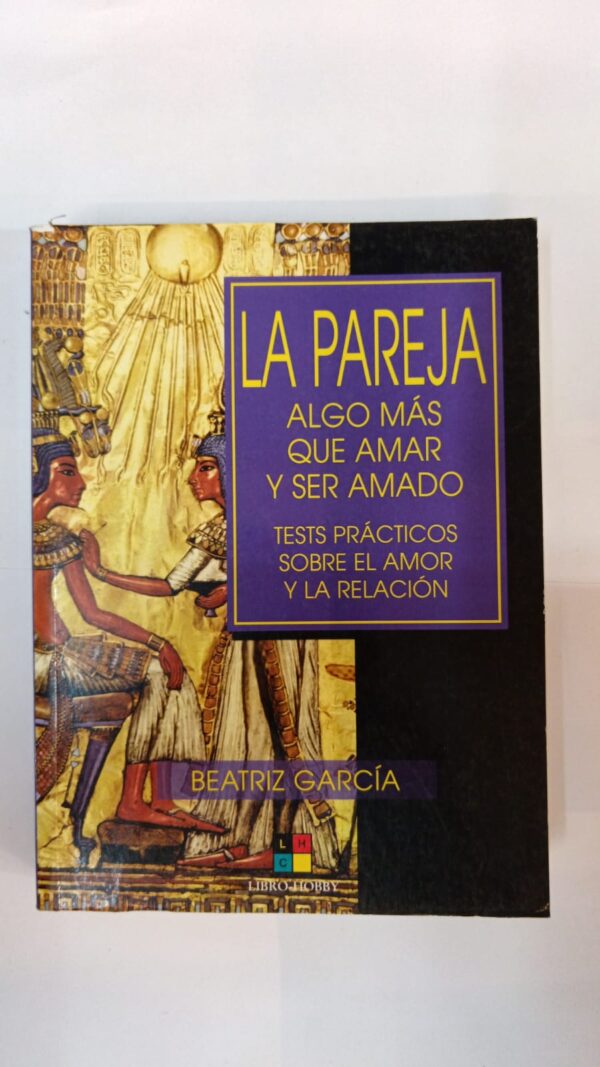 LA PAREJA
ALGO MÁS
QUE AMAR
Y SER AMADO
TESTS PRÁCTICOS
SOBRE EL AMOR
Y LA RELACIÓN
BEATRIZ GARCÍA
L H
C
LIBRO-HOBBY